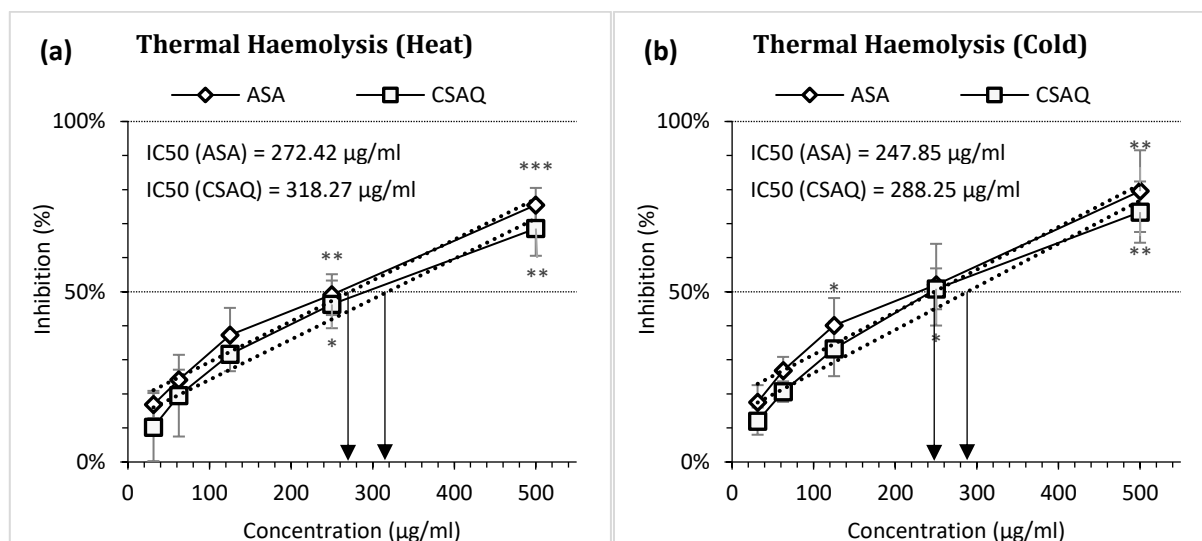 (a) Thermal Haemolysis (Heat)
ASA CSAQ
100%
IC50 (ASA) = 272.42 µg/ml
IC50 (CSAQ) = 318.27 µg/ml
***
**
**
50%
*
0%
0 100 200 300 400 500
Inhibition (%)
Concentration (µg/ml)
(b) Thermal Haemolysis (Cold)
ASA CSAQ
100%
IC50 (ASA) = 247.85 µg/ml
IC50 (CSAQ) = 288.25 µg/ml
**
**
*
50%
*
0%
0 100 200 300 400 500
Inhibition (%)
Concentration (µg/ml)